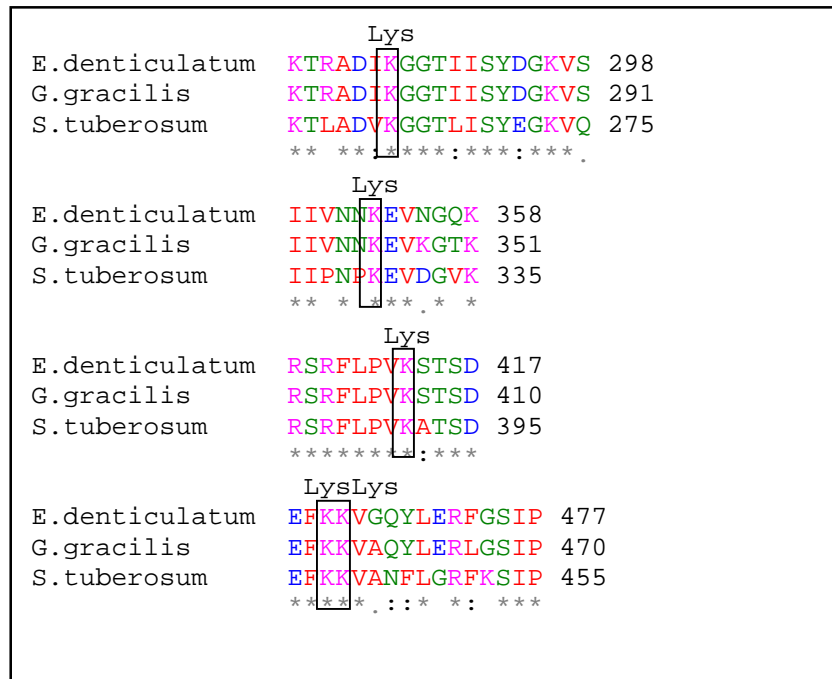 Lys
E.denticulatum KTRADIKGGTIISYDGKVS 298
G.gracilis KTRADIKGGTIISYDGKVS 291
S.tuberosum KTLADVKGGTLISYEGKVQ 275
** **:****:***:***.
Lys
E.denticulatum IIVNNKEVNGQK 358
G.gracilis IIVNNKEVKGTK 351
S.tuberosum IIPNPKEVDGVK 335
** * ***.* *
Lys
E.denticulatum RSRFLPVKSTSD 417
G.gracilis RSRFLPVKSTSD 410
S.tuberosum RSRFLPVKATSD 395
********:***
LysLys
E.denticulatum EFKKVGQYLERFGSIP 477
G.gracilis EFKKVAQYLERLGSIP 470
S.tuberosum EFKKVANFLGRFKSIP 455
*****.::* *: ***